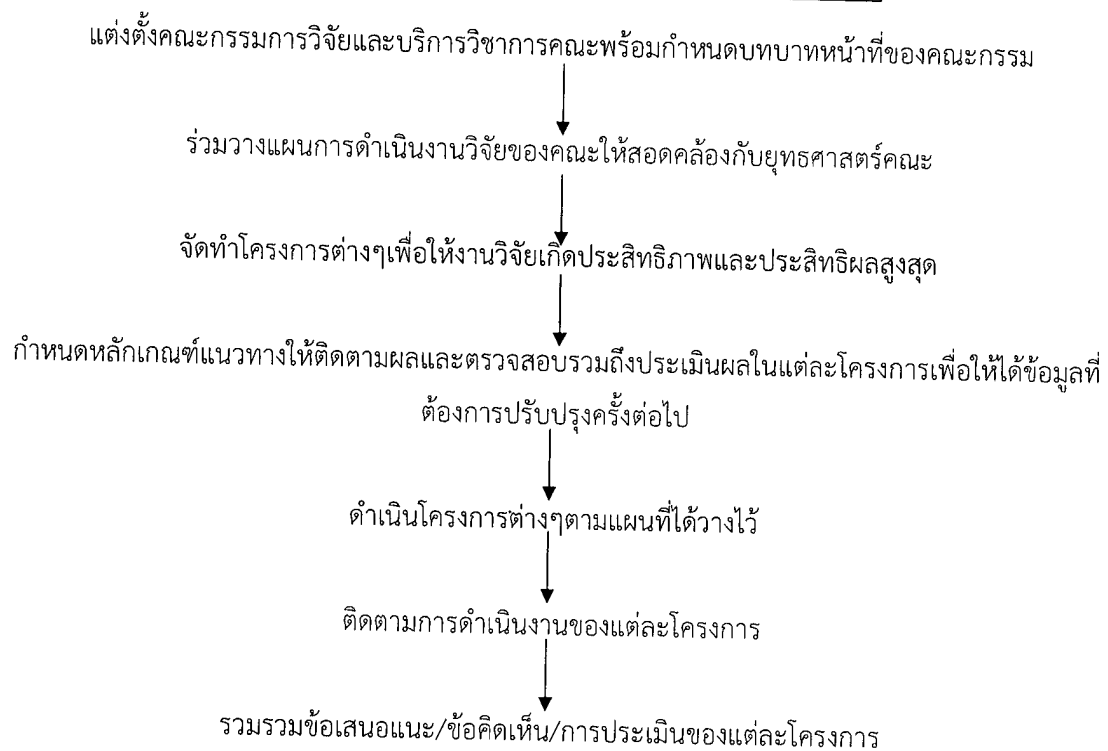 แต่งตั้งคณะกรรมการวิจัยและบริการวิชาการคณะพร้อมกำหนดบทบาทหน้าที่ของคณะกรรม
ร่วมวางแผนการดำเนินงานวิจัยของคณะให้สอดคล้องกับยุทธศาสตร์คณะ
จัดทำโครงการต่างๆเพื่อให้งานวิจัยเกิดประสิทธิภาพและประสิทธิผลสูงสุด
กำหนดหลักเกณฑ์แนวทางให้ติดตามผลและตรวจสอบรวมถึงประเมินผลในแต่ละโครงการเพื่อให้ได้ข้อมูลที่
ต้องการปรับปรุงครั้งต่อไป
ดำเนินโครงการต่างๆตามแผนที่ได้วางไว้
ติดตามการดำเนินงานของแต่ละโครงการ
รวมรวมข้อเสนอแนะ/ข้อคิดเห็น/การประเมินของแต่ละโครงการ